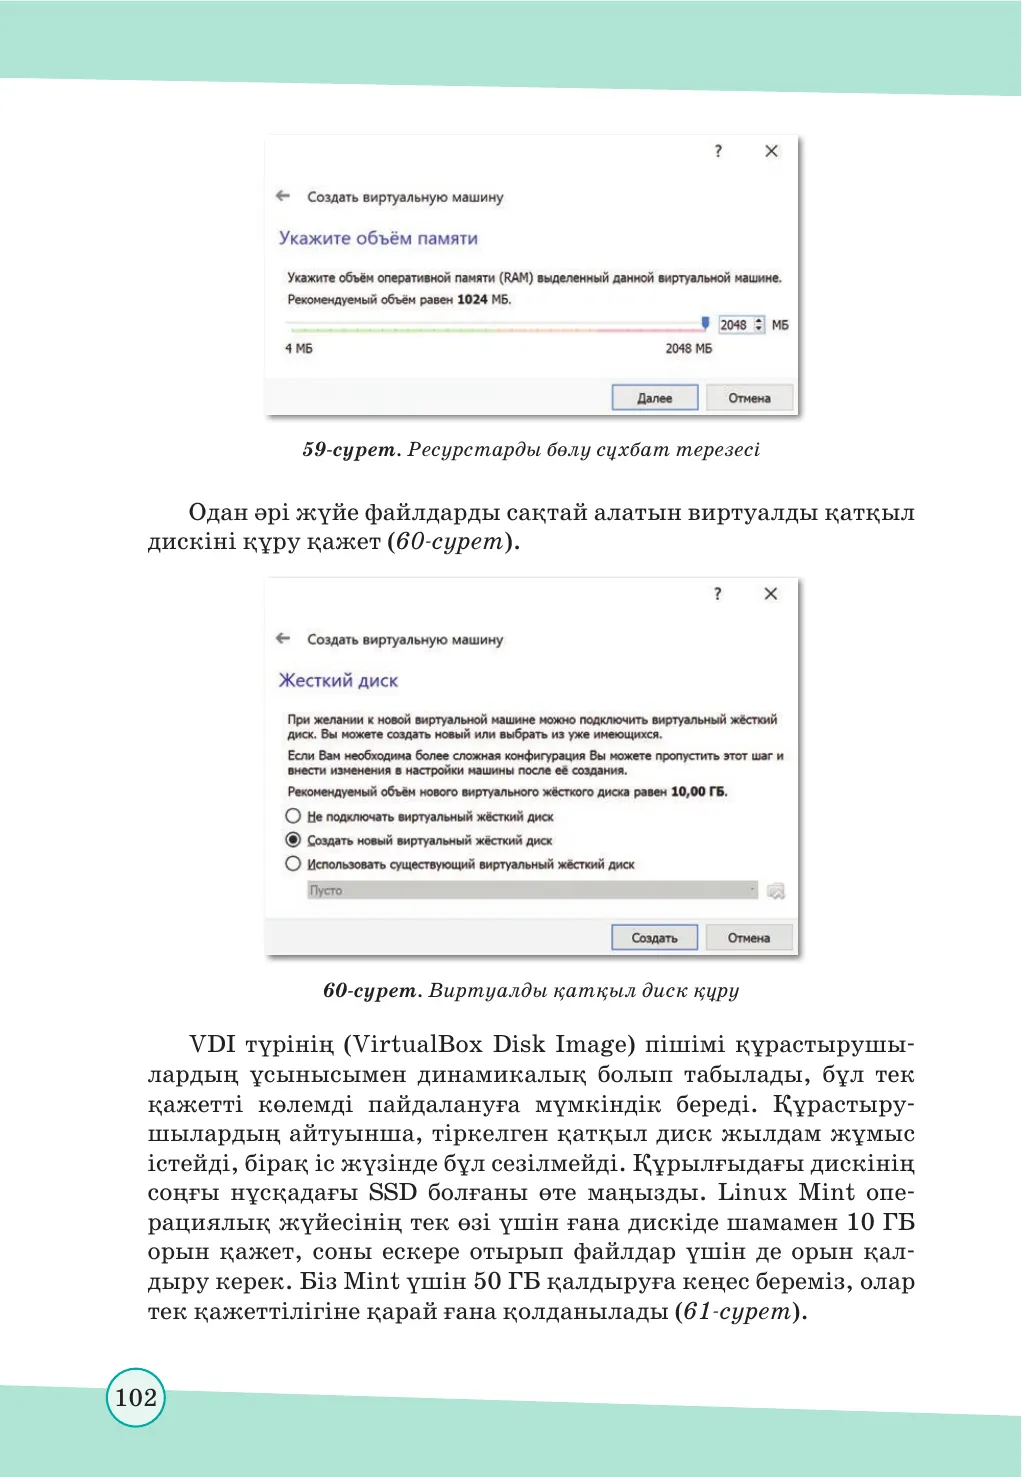 ?
Создать виртуальную машину
Укажите объём памяти
Укажите объём оперативной памяти (RAM) выделенный данной виртуальной машине.
Рекомендуемый объём равен 1024 МБ.
2048 МБ
4 МБ 2048 МБ
Далее Отмена
59-сурет. Ресурстарды бөлу сұхбат терезесі
Одан әрі жүйе файлдарды сақтай алатын виртуалды қатқыл
дискіні құру қажет (60-сурет).
?
Создать виртуальную машину
Жесткий диск
При желании к новой виртуальной машине можно подключить виртуальный жёсткий
диск. Вы можете создать новый или выбрать из уже имеющихся.
Если Вам необходима более сложная конфигурация Вы можете пропустить этот шаг и
внести изменения в настройки машины после её создания.
Рекомендуемый объём нового виртуального жёсткого диска равен 10,00 ГБ.
Не подключать виртуальный жёсткий диск
Создать новый виртуальный жёсткий диск
Использовать существующий виртуальный жёсткий диск
Пусто
Создать Отмена
60-сурет. Виртуалды қатқыл диск құру
VDI түрінің (VirtualBox Disk Image) пішімі құрастырушы-
лардың ұсынысымен динамикалық болып табылады, бұл тек
қажетті көлемді пайдалануға мүмкіндік береді. Құрастыру-
шылардың айтуынша, тіркелген қатқыл диск жылдам жұмыс
істейді, бірақ іс жүзінде бұл сезілмейді. Құрылғыдағы дискінің
соңғы нұсқадағы SSD болғаны өте маңызды. Linux Mint опе-
рациялық жүйесінің тек өзі үшін ғана дискіде шамамен 10 ГБ
орын қажет, соны ескере отырып файлдар үшін де орын қал-
дыру керек. Біз Mint үшін 50 ГБ қалдыруға кеңес береміз, олар
тек қажеттілігіне қарай ғана қолданылады (61-сурет).
102